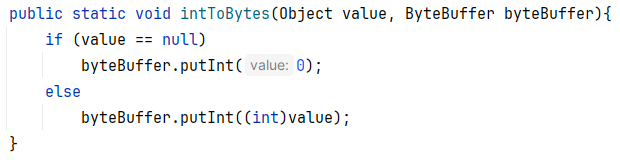 public static void intToBytes(Object value, ByteBuffer byteBuffer){
    if (value == null)
        byteBuffer.putInt( value: 0);
    else
        byteBuffer.putInt((int)value);
}